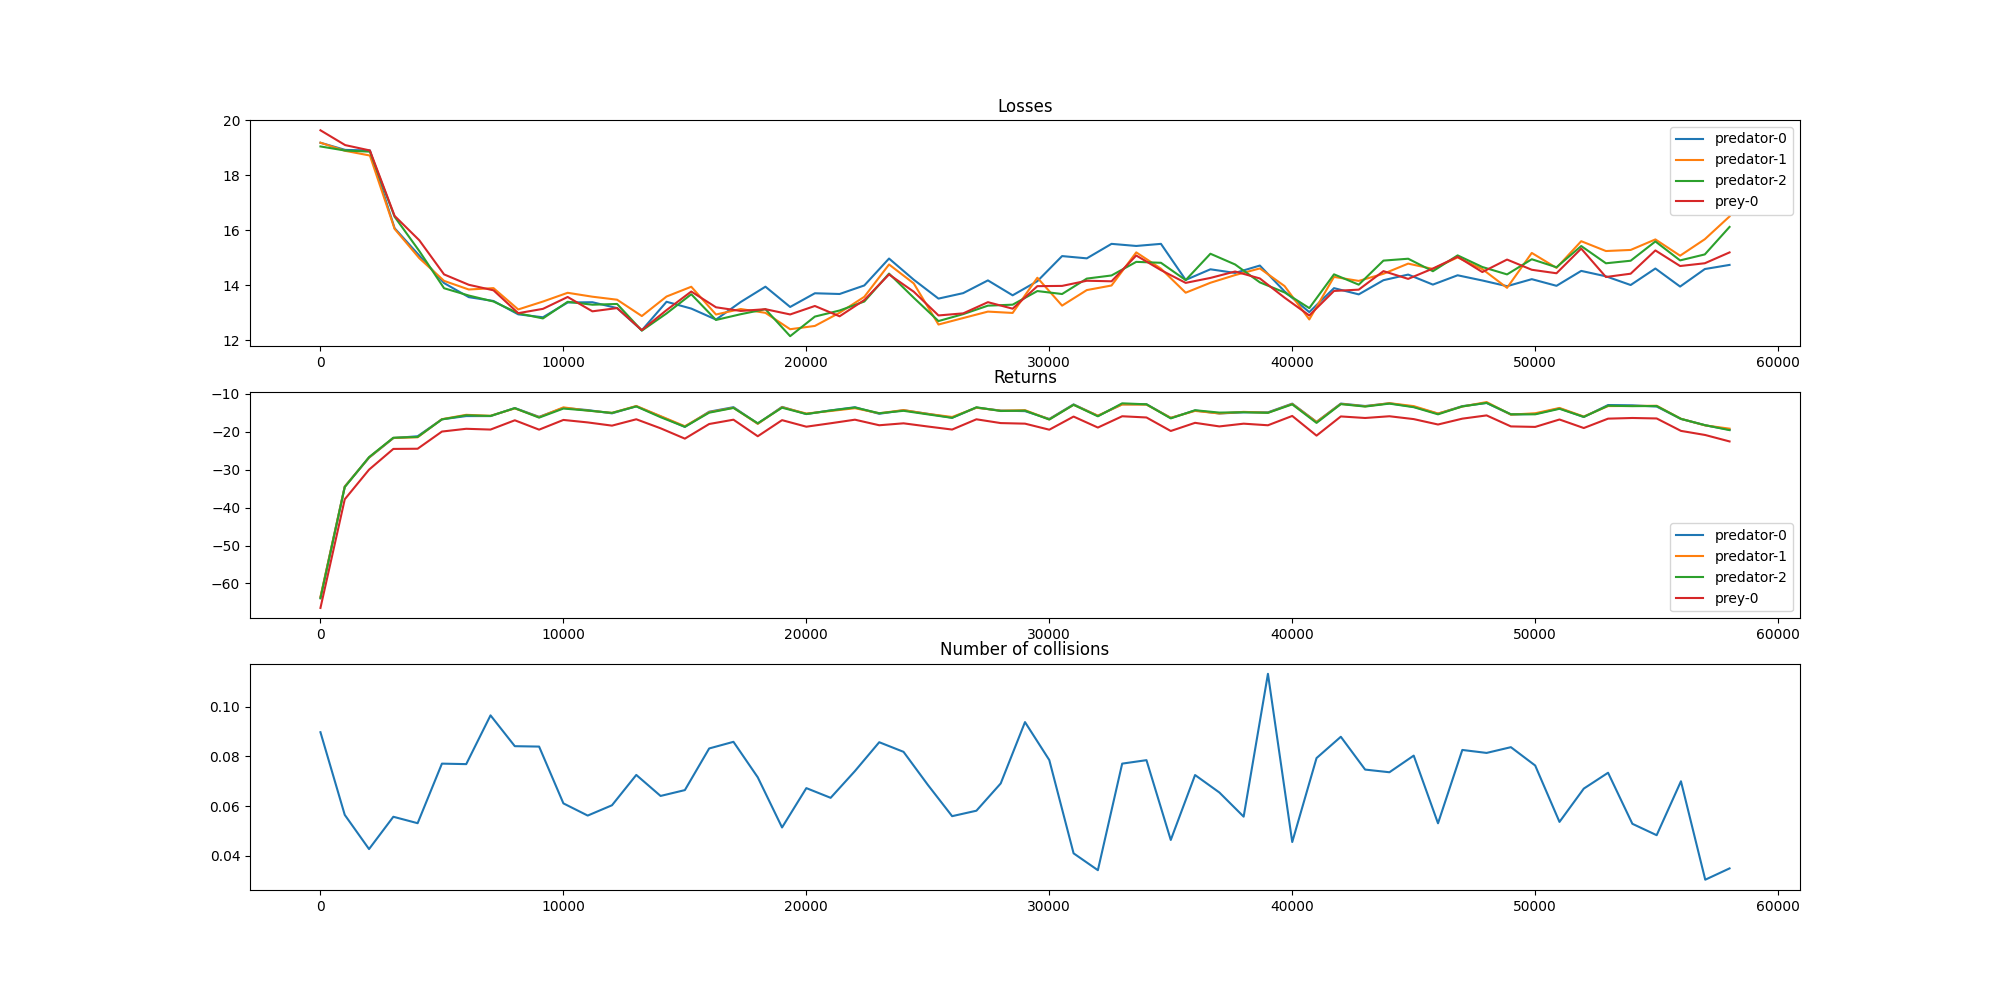 Losses
20
18
16
14
12
predator-0
predator-1
predator-2
prey-0
0 10000 20000 30000 40000 50000 60000
Returns
−10
−20
−30
−40
−50
−60
predator-0
predator-1
predator-2
prey-0
0 10000 20000 30000 40000 50000 60000
Number of collisions
0.10
0.08
0.06
0.04
0 10000 20000 30000 40000 50000 60000